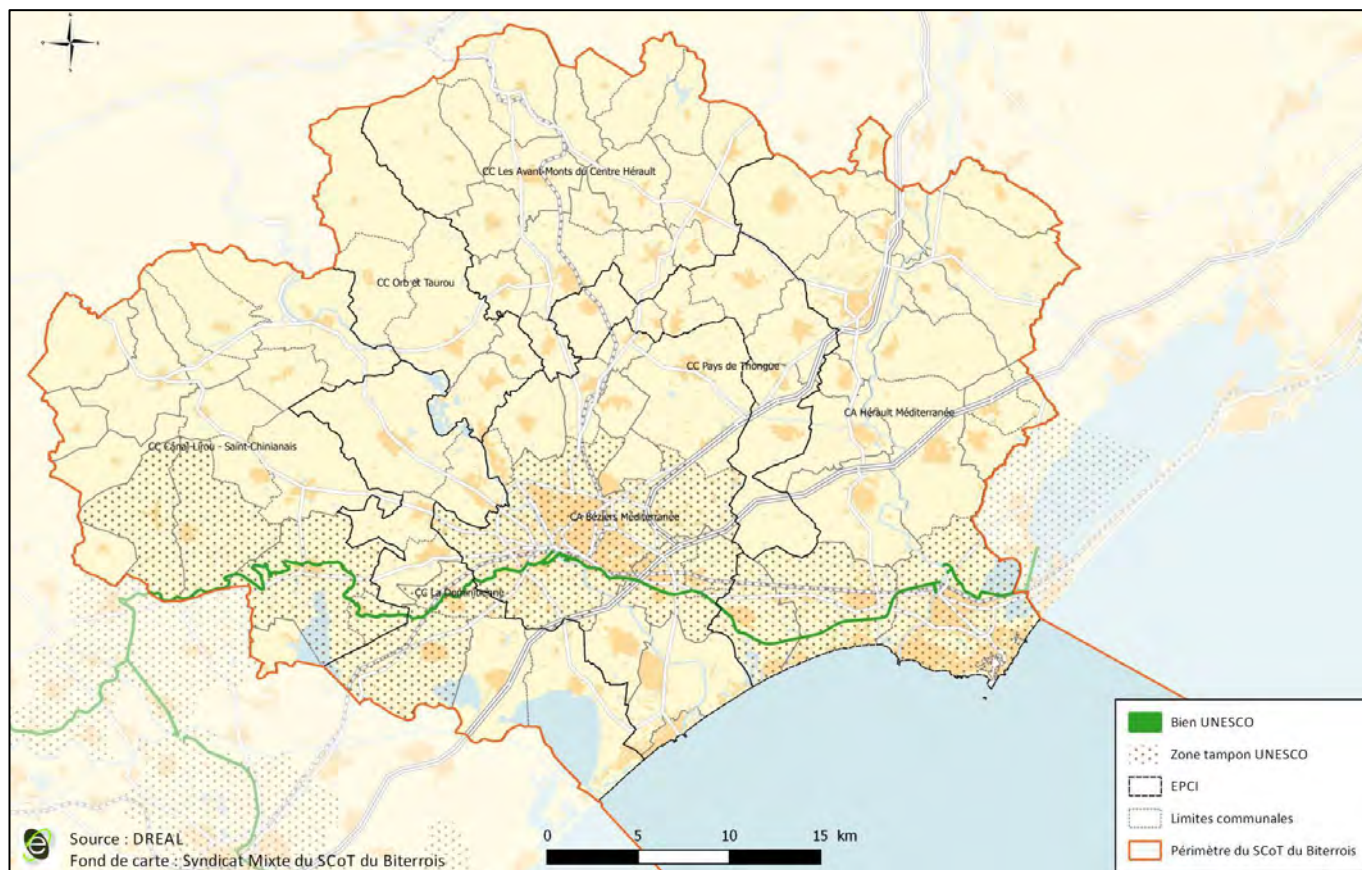 CC Les Avant-Monts du Centre Hérault
CC Orb et Taurou
CC Pays de Thongue
CA Hérault Méditerranée
CC Canal-Lirou - Saint-Chinianais
CA Béziers Méditerranée
CC La Domitienne
Bien UNESCO
Zone tampon UNESCO
EPCI
Limites communales
Périmètre du SCoT du Biterrois
0 5 10 15 km
Source : DREAL
Fond de carte : Syndicat Mixte du SCoT du Biterrois